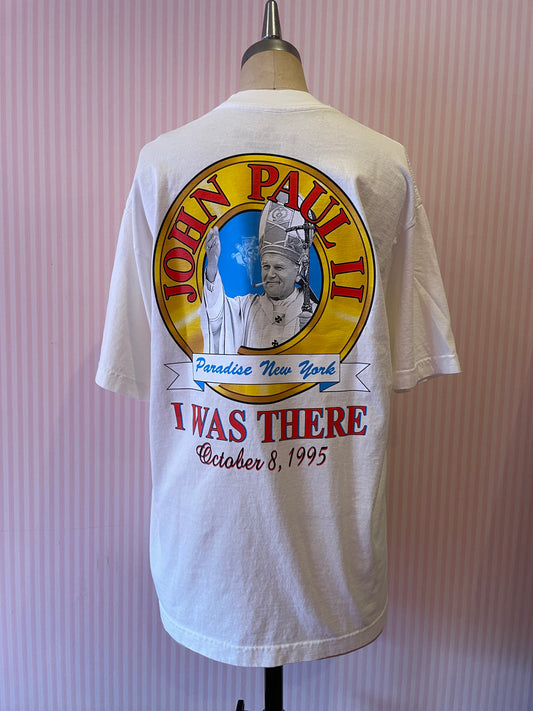 JOHN PAUL II
Paradise New York
I WAS THERE
October 8, 1995